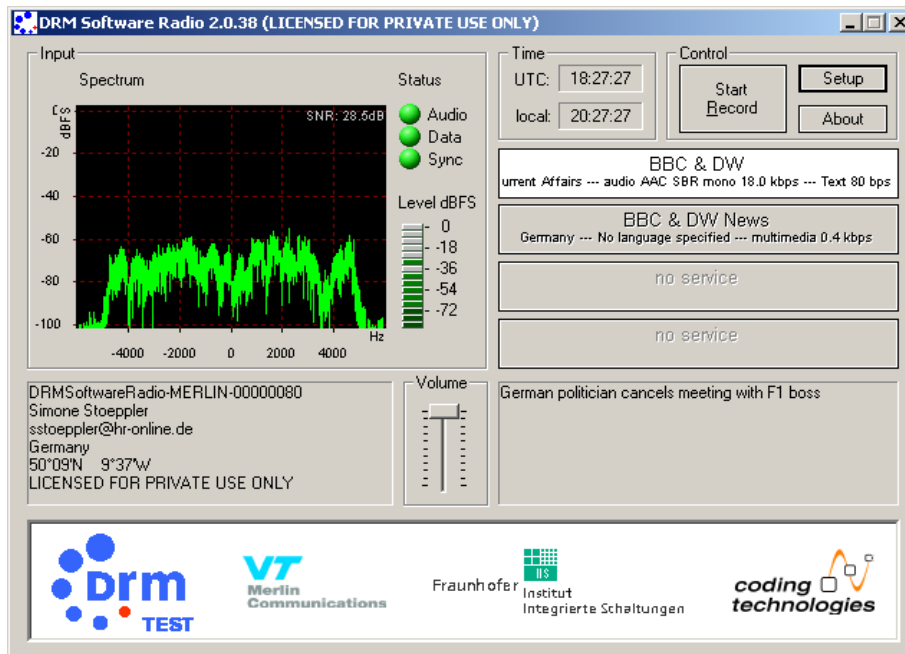 DRM Software Radio 2.0.38 (LICENSED FOR PRIVATE USE ONLY)
Input
Spectrum
Status
SNR: 28.5dB
dBFS
-20
-40
-60
-80
-100
-4000 -2000 0 2000 4000
Hz
Audio
Data
Sync
Level dBFS
0
-18
-36
-54
-72
Time
UTC: 18:27:27
local: 20:27:27
Control
Start
Record
Setup
About
BBC & DW
urrent Affairs --- audio AAC SBR mono 18.0 kbps --- Text 80 bps
BBC & DW News
Germany --- No language specified --- multimedia 0.4 kbps
no service
no service
DRMSoftwareRadio-MERLIN-00000080
Simone Stoeppler
sstoeppler@hr-online.de
Germany
50°09'N 9°37'W
LICENSED FOR PRIVATE USE ONLY
Volume
German politician cancels meeting with F1 boss
Drm
TEST
VT
Merlin
Communications
Fraunhofer
IIS
Institut
Integrierte Schaltungen
coding
technologies